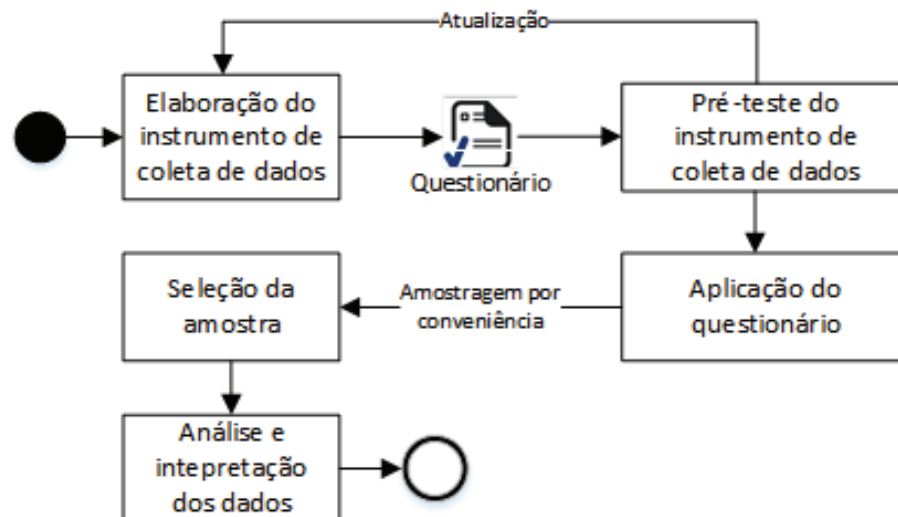 Atualização
Elaboração do
instrumento de
coleta de dados
Questionário
Pré-teste do
instrumento de
coleta de dados
Seleção da
amostra
Amostragem por
conveniência
Aplicação do
questionário
Análise e
intepretação
dos dados